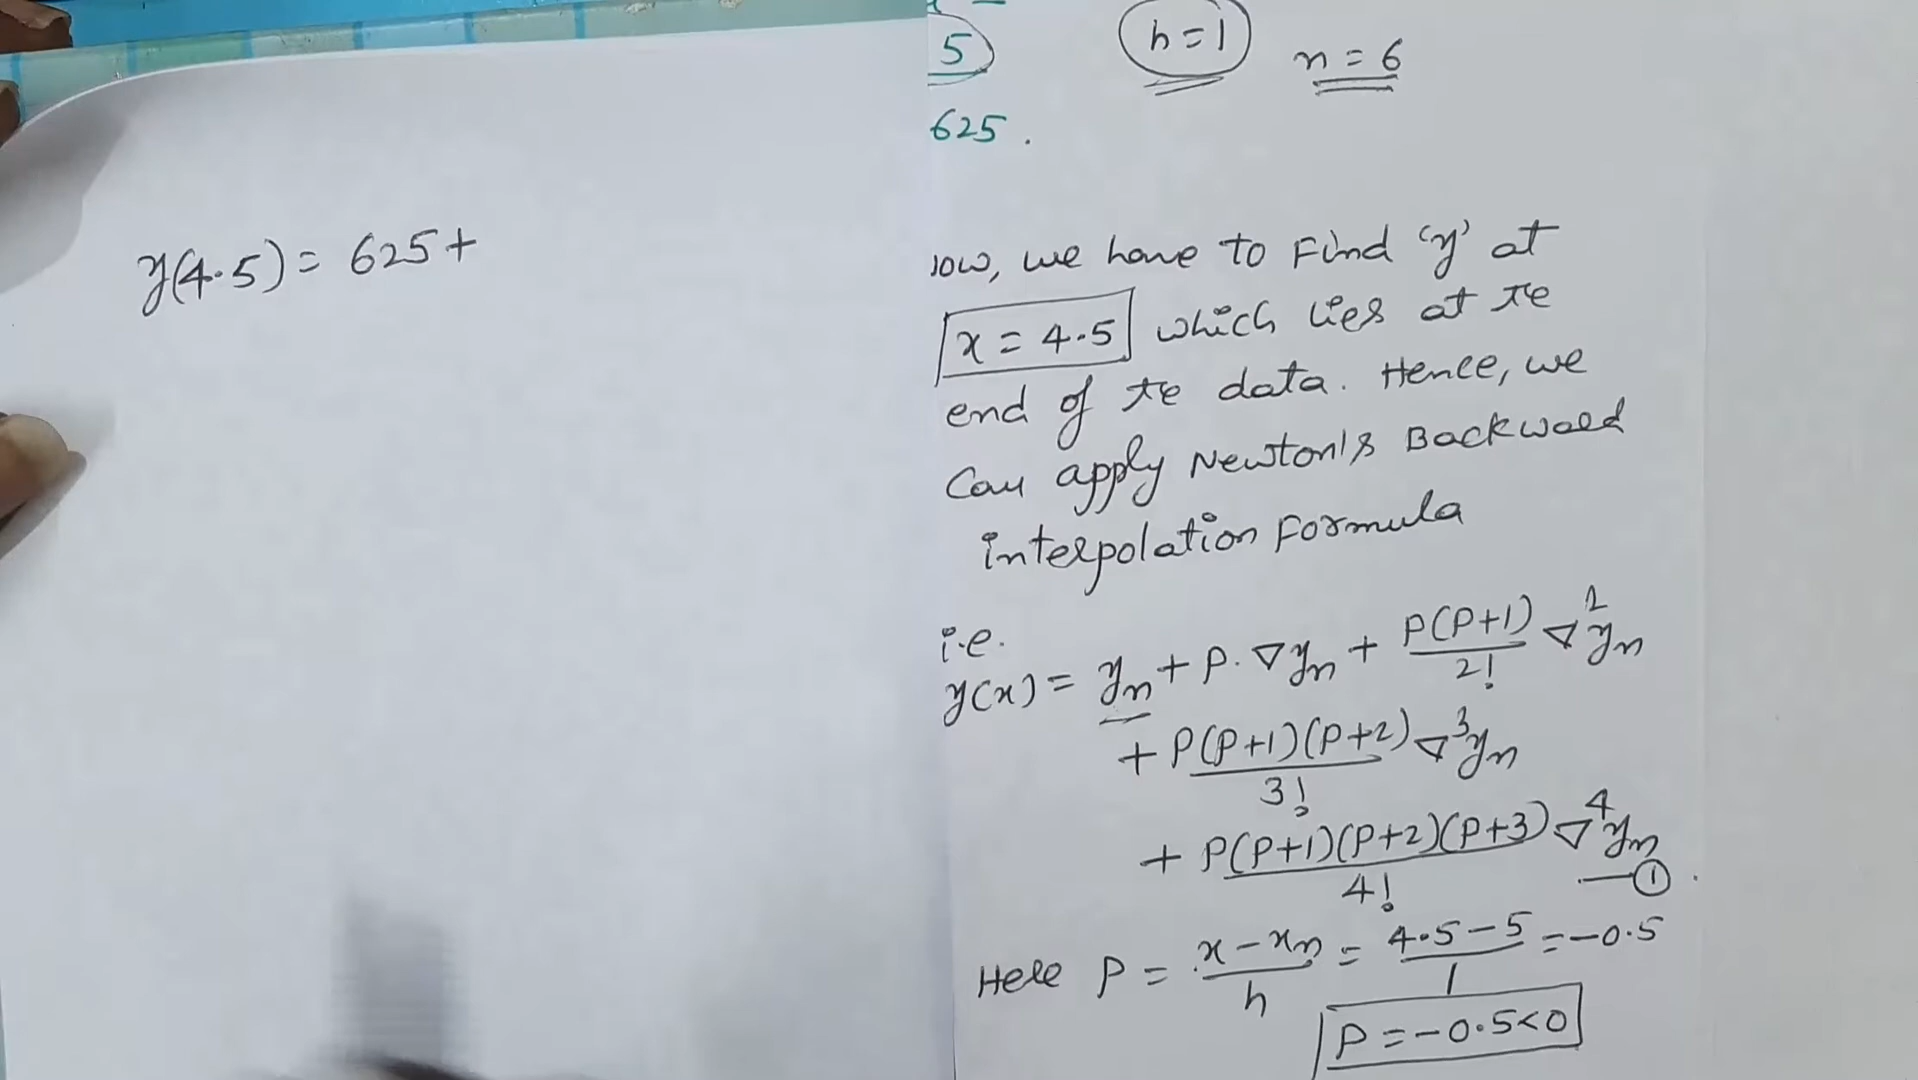 y(4.5) = 625 +
5
h=1
n = 6
625.
now, we have to find 'y' at
x = 4.5 which lies at the
end of the data. Hence, we
can apply Newton's Backward
interpolation Formula
i.e.
y(x) = yn + P. ∇yn + P(P+1)/2! ∇²yn
+ P(P+1)(P+2)/3! ∇³yn
+ P(P+1)(P+2)(P+3)/4! ∇⁴yn
—①.
Here P = x - xn/h = 4.5 - 5/1 = -0.5
P = -0.5<0